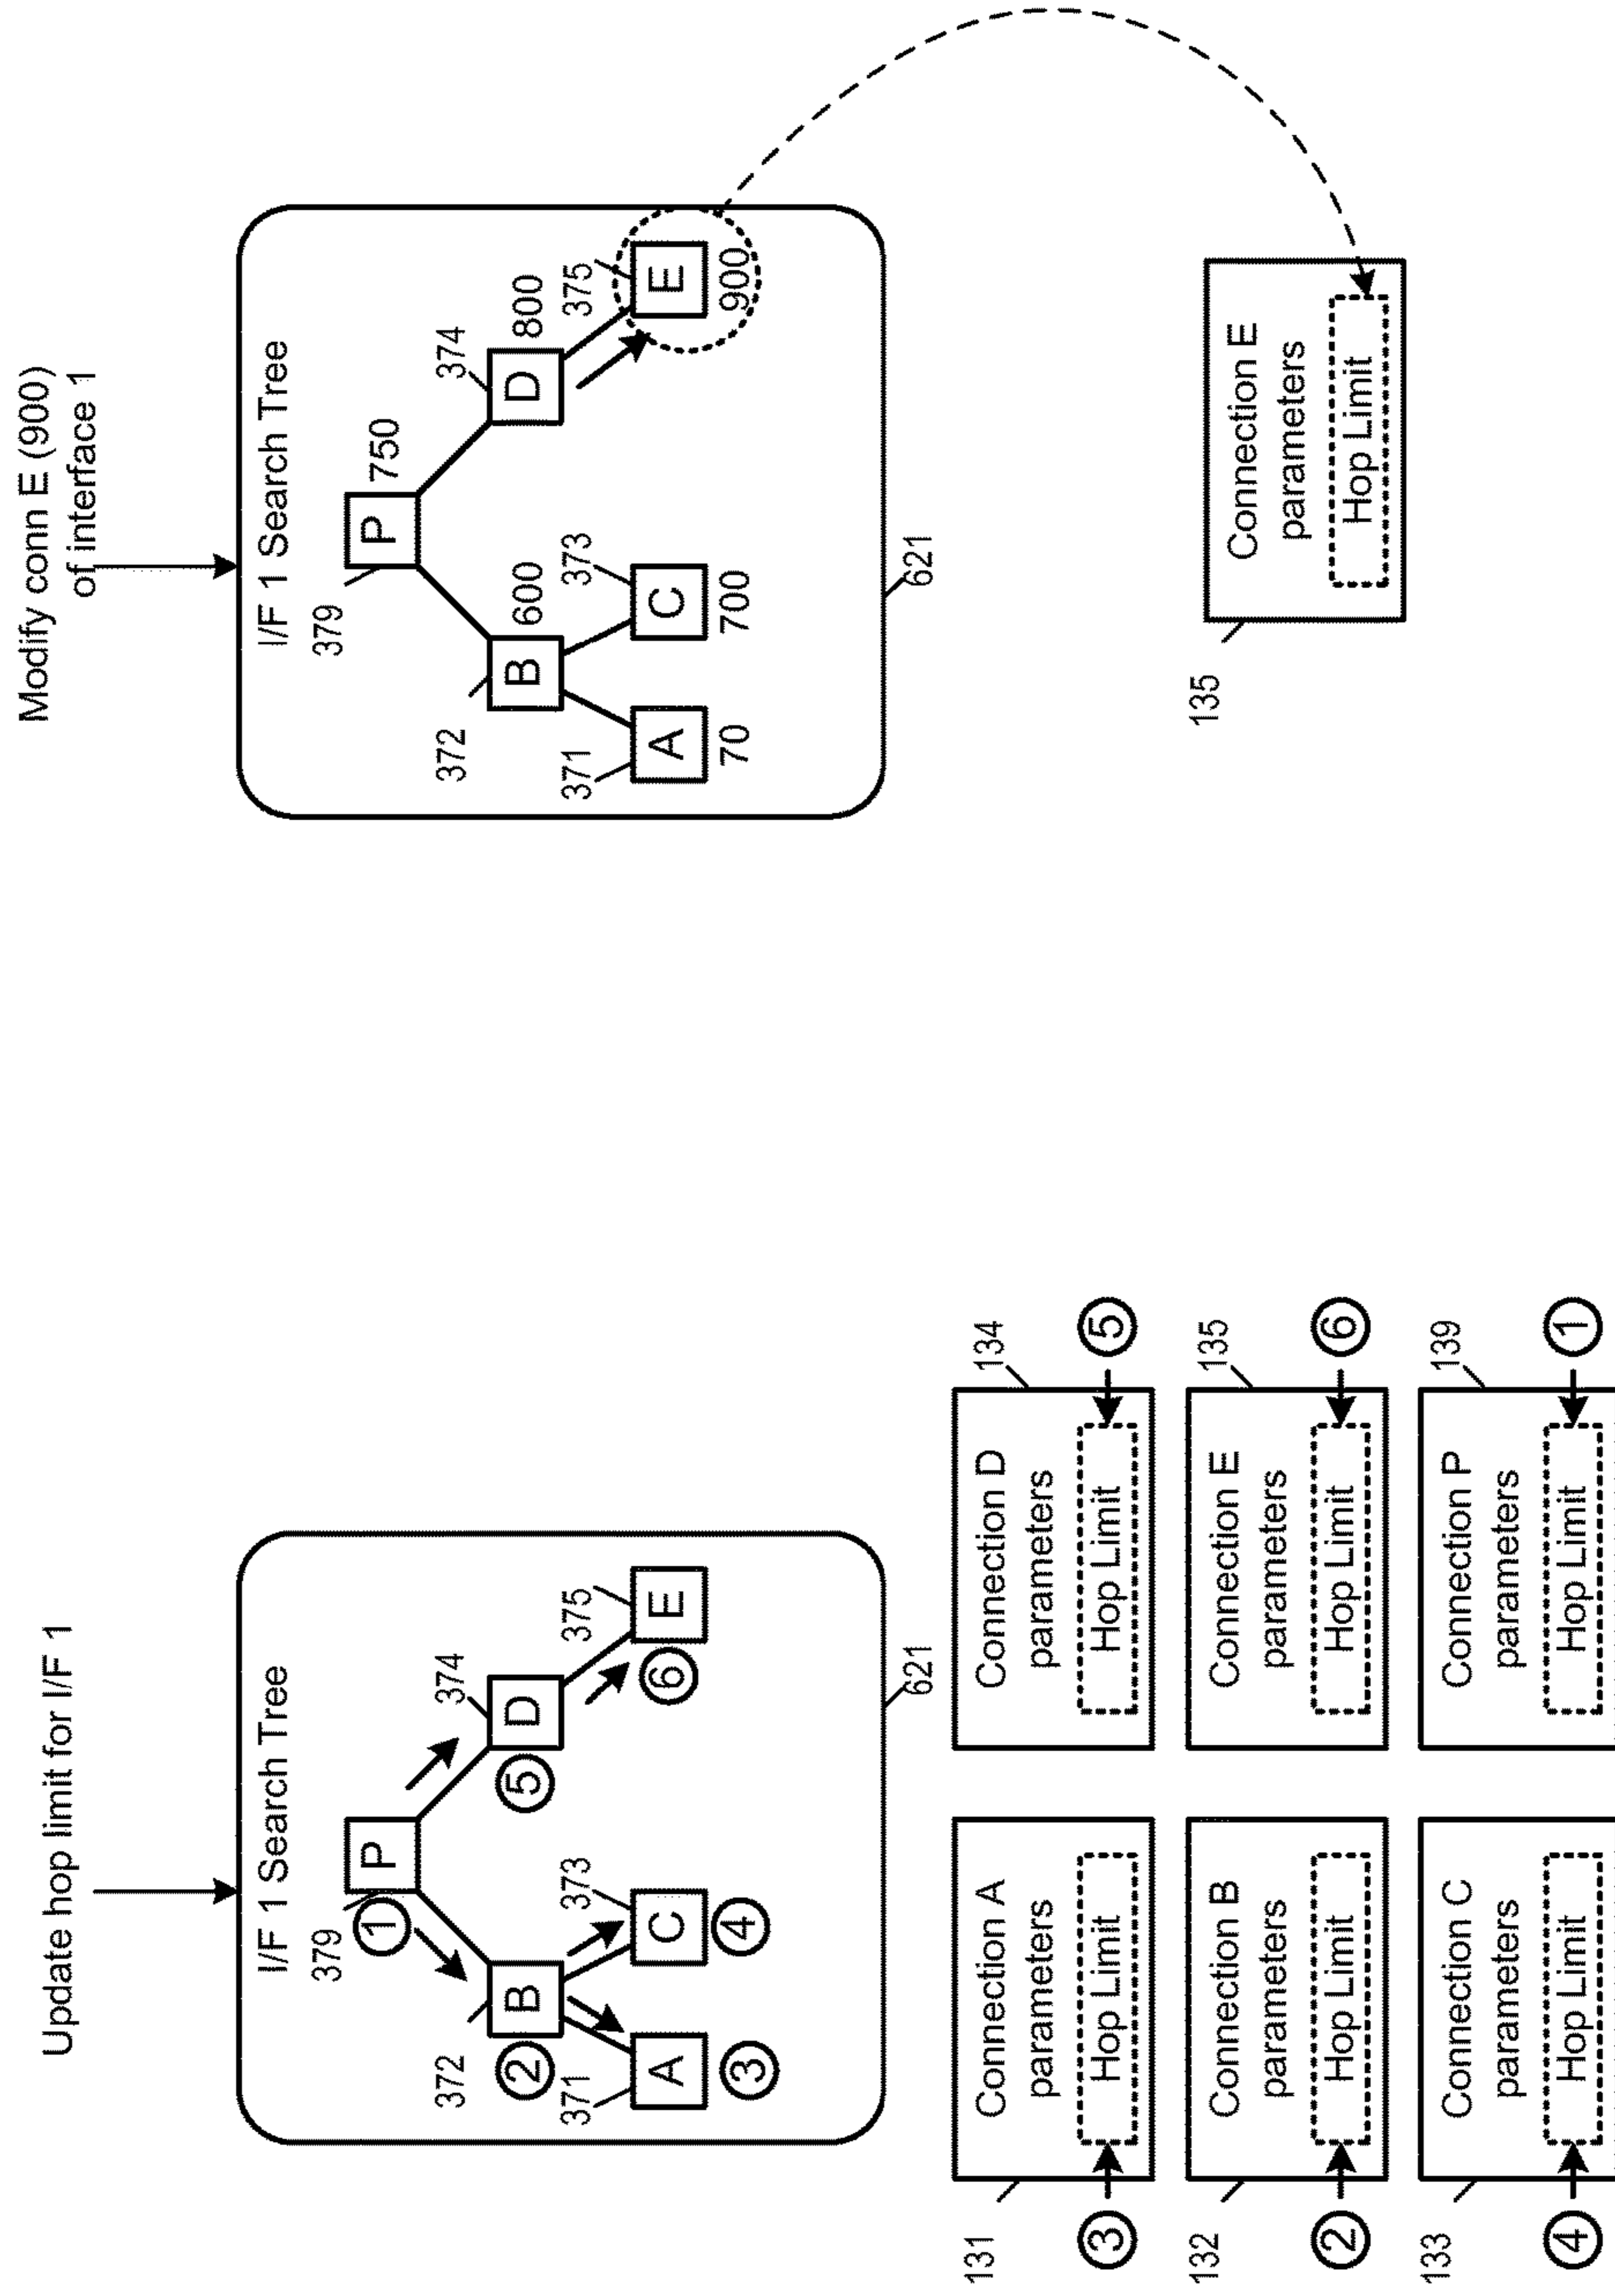 Update hop limit for I/F 1
I/F 1 Search Tree
379
P
1
372
B
2
374
D
5
371
A
3
373
C
4
375
E
6
621
131
Connection A
parameters
Hop Limit
3
134
Connection D
parameters
Hop Limit
5
132
Connection B
parameters
Hop Limit
2
135
Connection E
parameters
Hop Limit
6
133
Connection C
parameters
Hop Limit
4
139
Connection P
parameters
Hop Limit
1
Modify conn E (900)
of interface 1
I/F 1 Search Tree
379
P
750
372
B
600
374
D
800
371
A
70
373
C
700
375
E
900
621
135
Connection E
parameters
Hop Limit